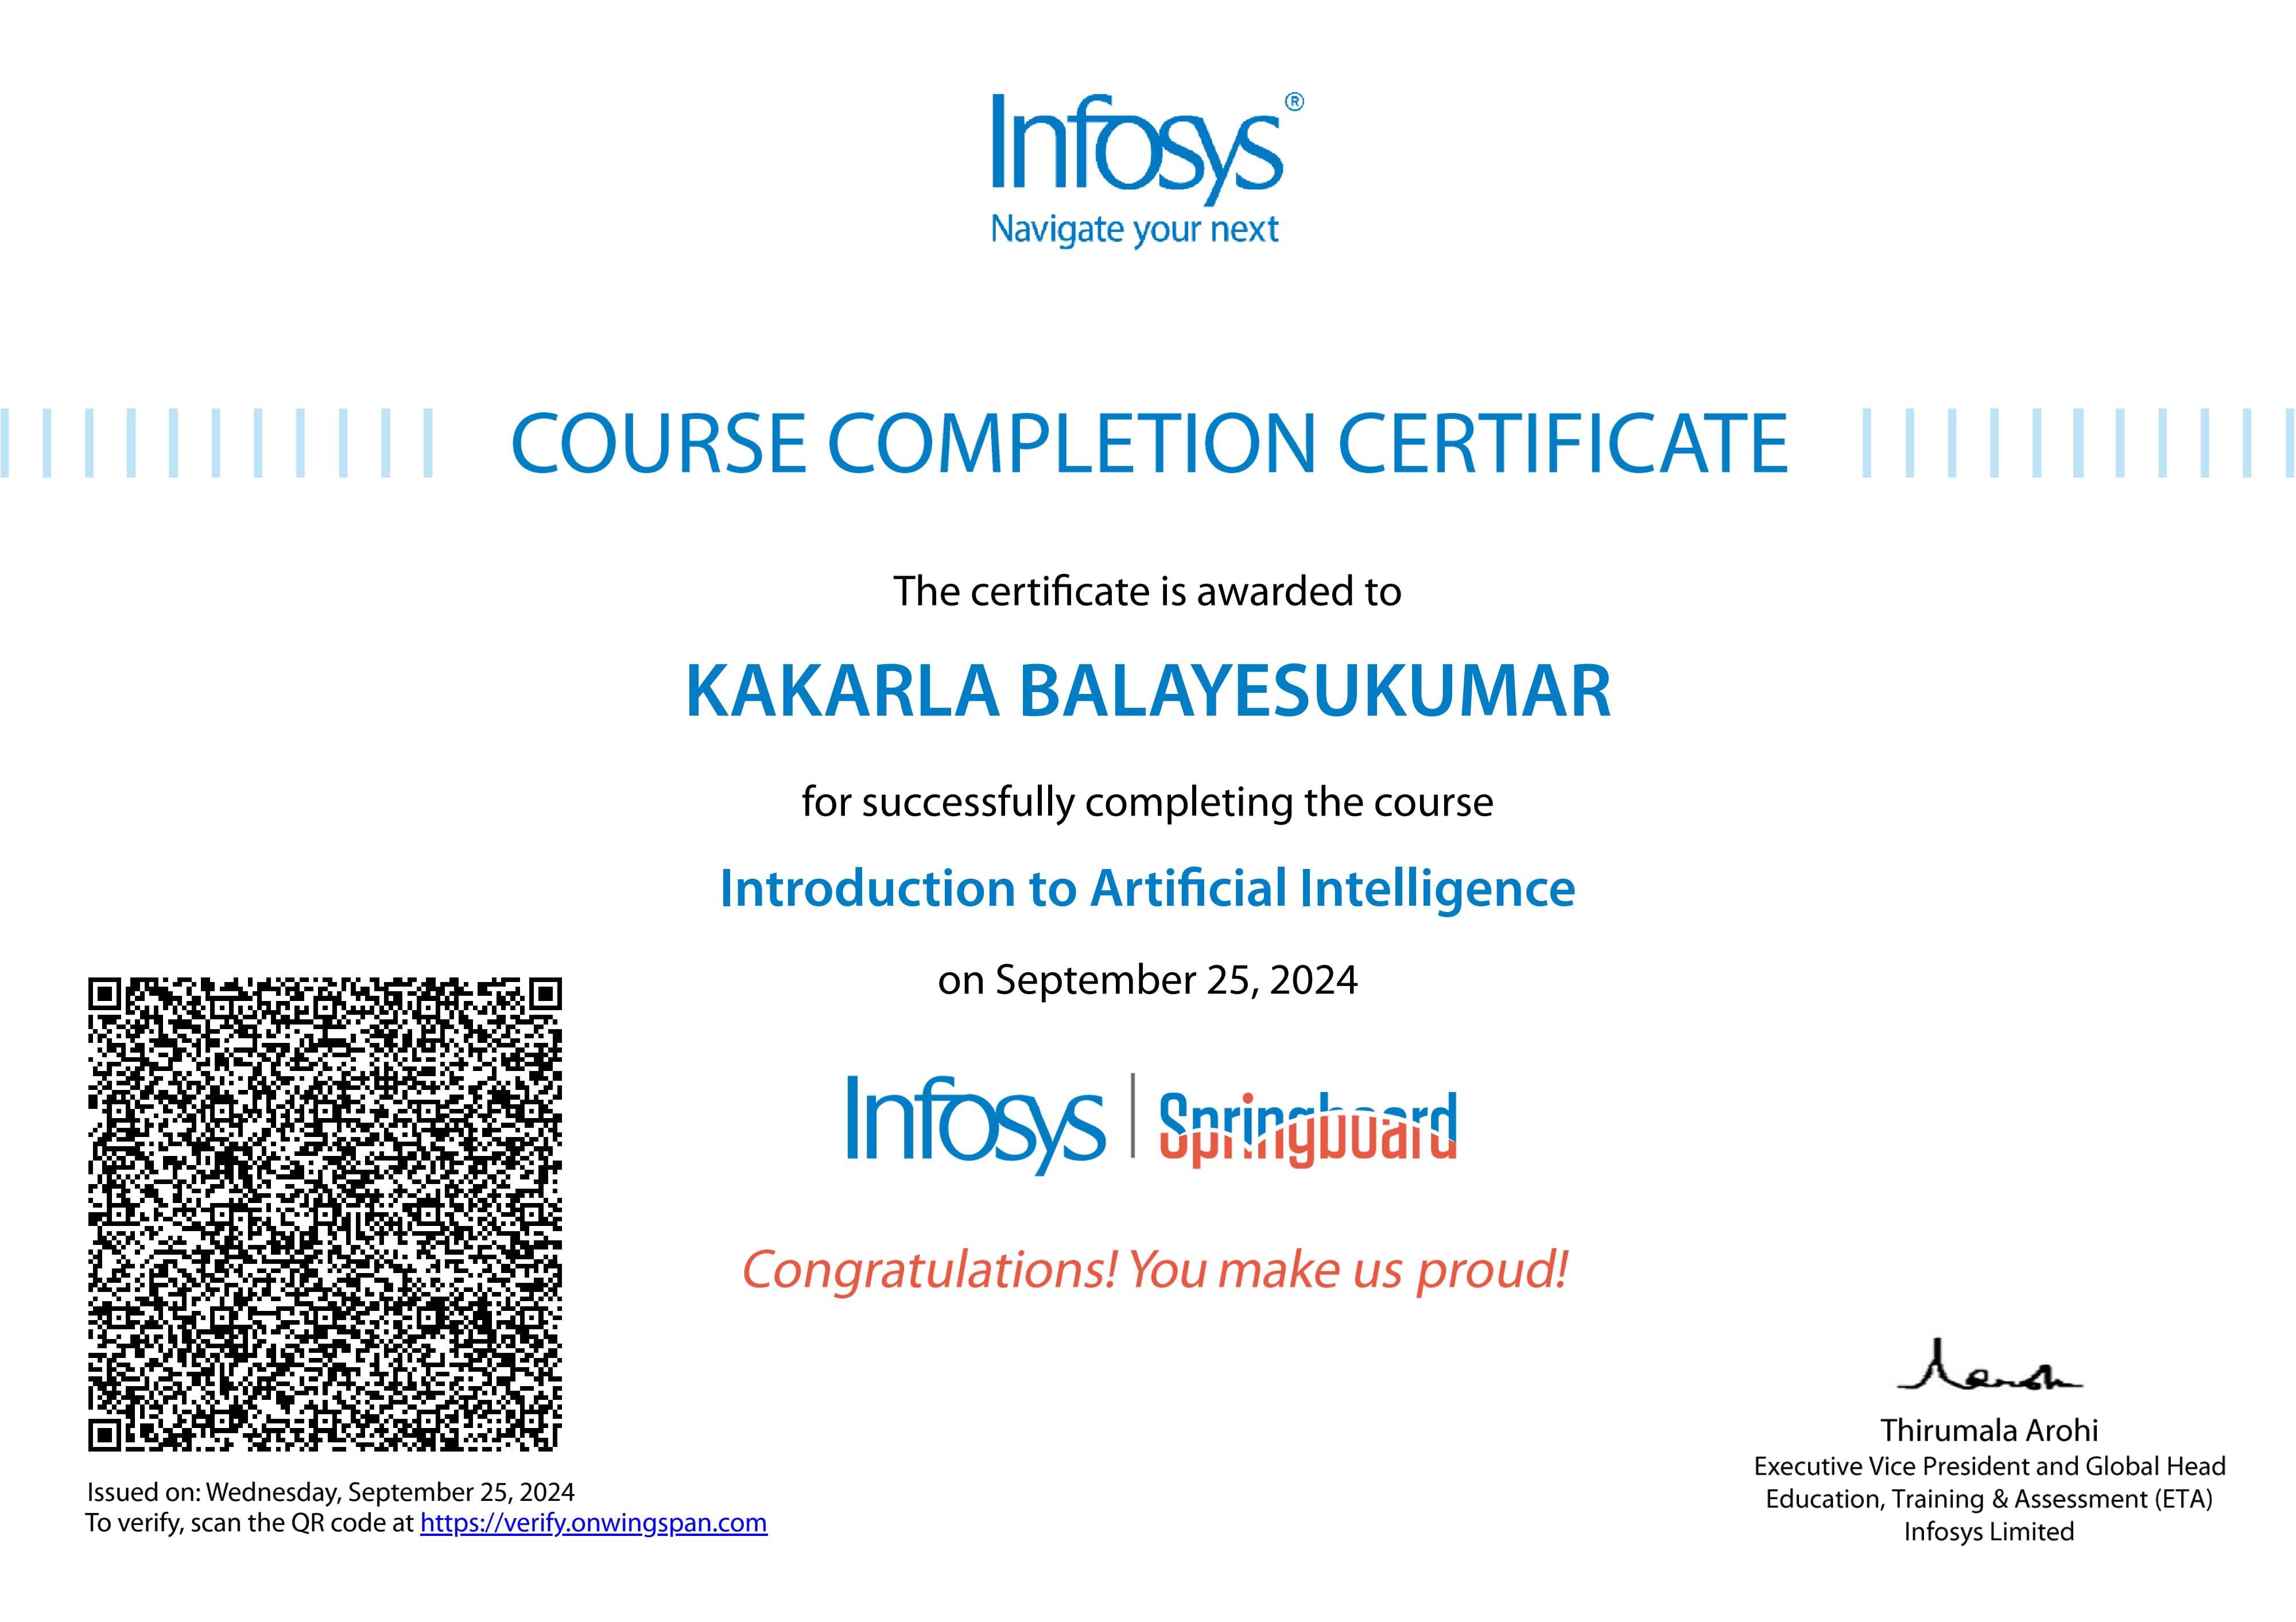 Infosys®
Navigate your next
COURSE COMPLETION CERTIFICATE
The certificate is awarded to
KAKARLA BALAYESUKUMAR
for successfully completing the course
Introduction to Artificial Intelligence
on September 25, 2024
Infosys | Springboard
Congratulations! You make us proud!
Issued on: Wednesday, September 25, 2024
To verify, scan the QR code at https://verify.onwingspan.com
Thirumala Arohi
Executive Vice President and Global Head
Education, Training & Assessment (ETA)
Infosys Limited